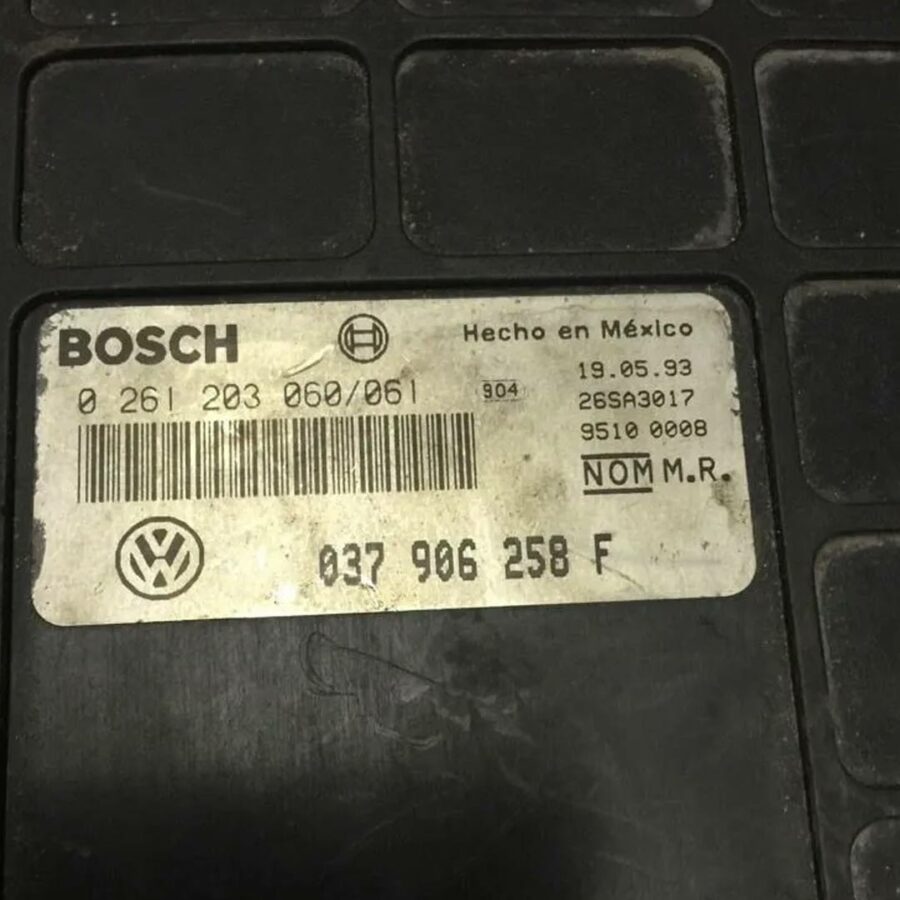 BOSCH
Hecho en México
0 261 203 060/061
904
19.05.93
26SA3017
9510 0008
NOM M.R.
037 906 258 F